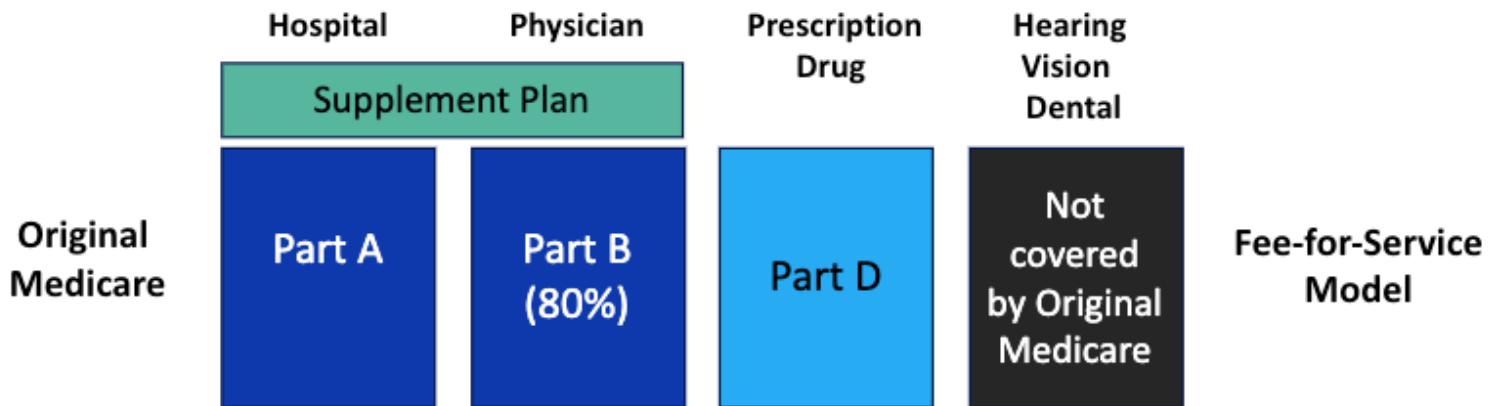 Hospital
Physician
Prescription
Drug
Hearing
Vision
Dental
Supplement Plan
Original
Medicare
Part A
Part B
(80%)
Part D
Not
covered
by Original
Medicare
Fee-for-Service
Model